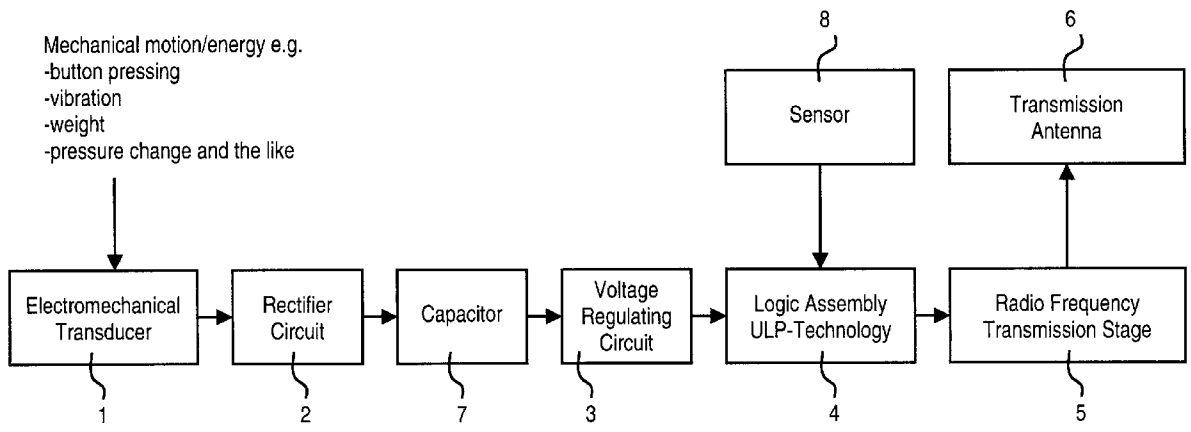 Mechanical motion/energy e.g.
-button pressing
-vibration
-weight
-pressure change and the like
8
6
Sensor
Transmission
Antenna
Electromechanical
Transducer
Rectifier
Circuit
Capacitor
Voltage
Regulating
Circuit
Logic Assembly
ULP-Technology
Radio Frequency
Transmission Stage
1
2
7
3
4
5